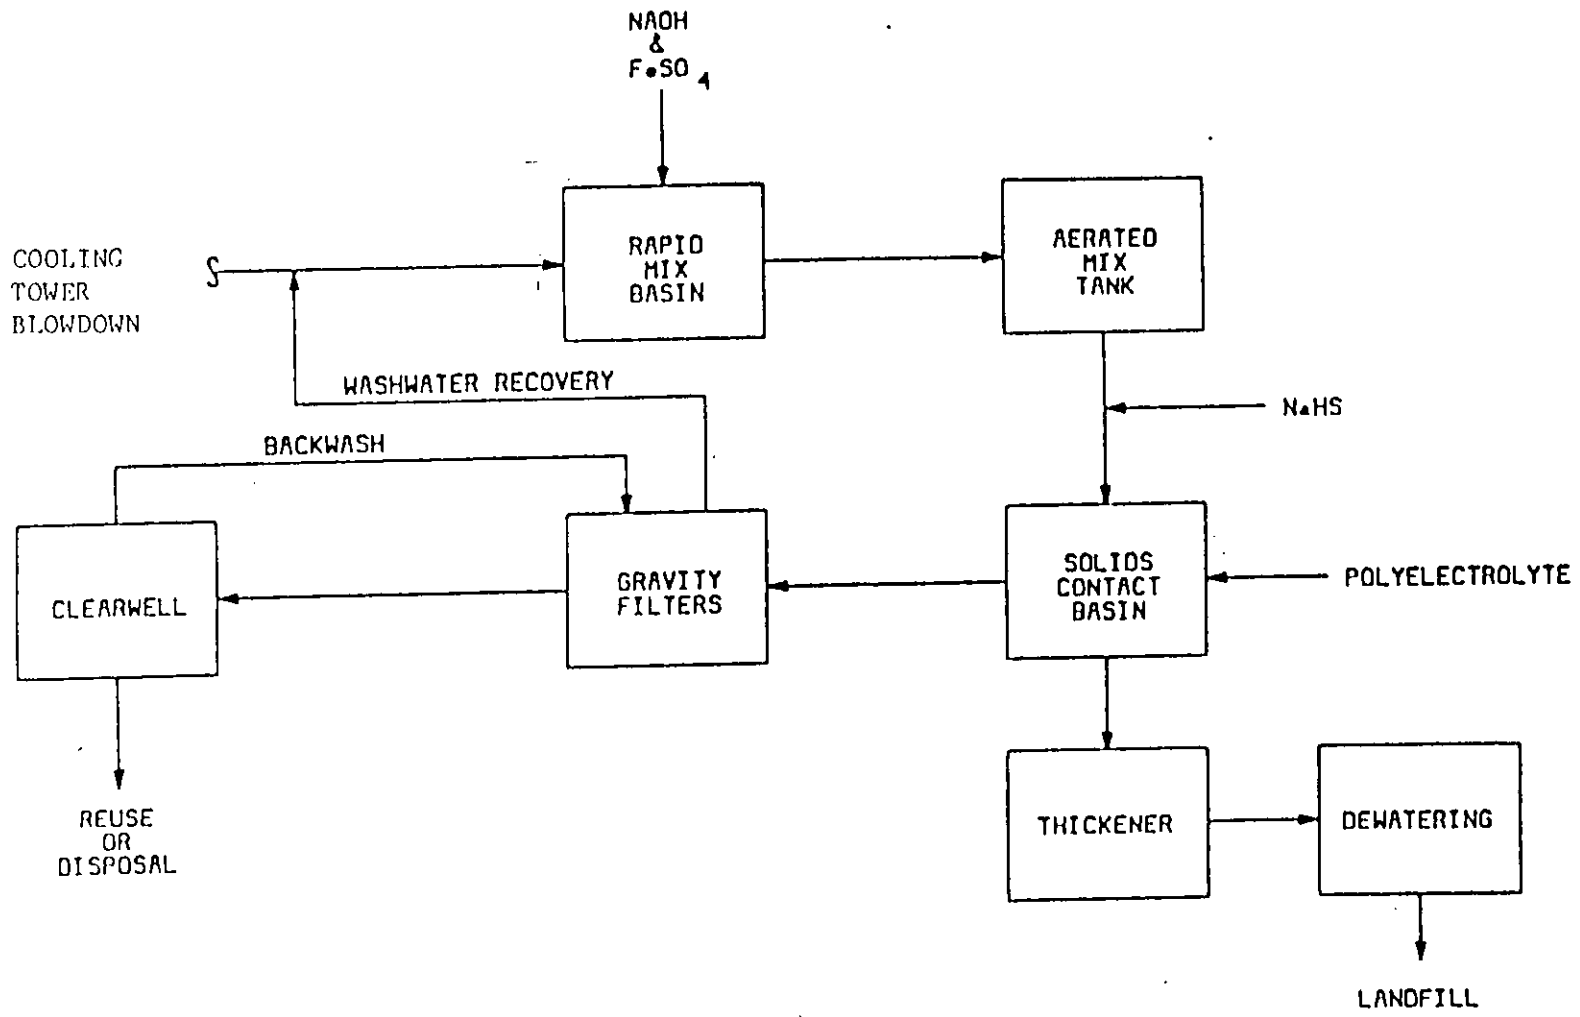 NAOH
&
FeSO4
COOLING
TOWER
BLOWDOWN
RAPID
MIX
BASIN
AERATED
MIX
TANK
WASHWATER RECOVERY
NaHS
BACKWASH
CLEARWELL
GRAVITY
FILTERS
SOLIDS
CONTACT
BASIN
POLYELECTROLYTE
REUSE
OR
DISPOSAL
THICKENER
DEWATERING
LANDFILL